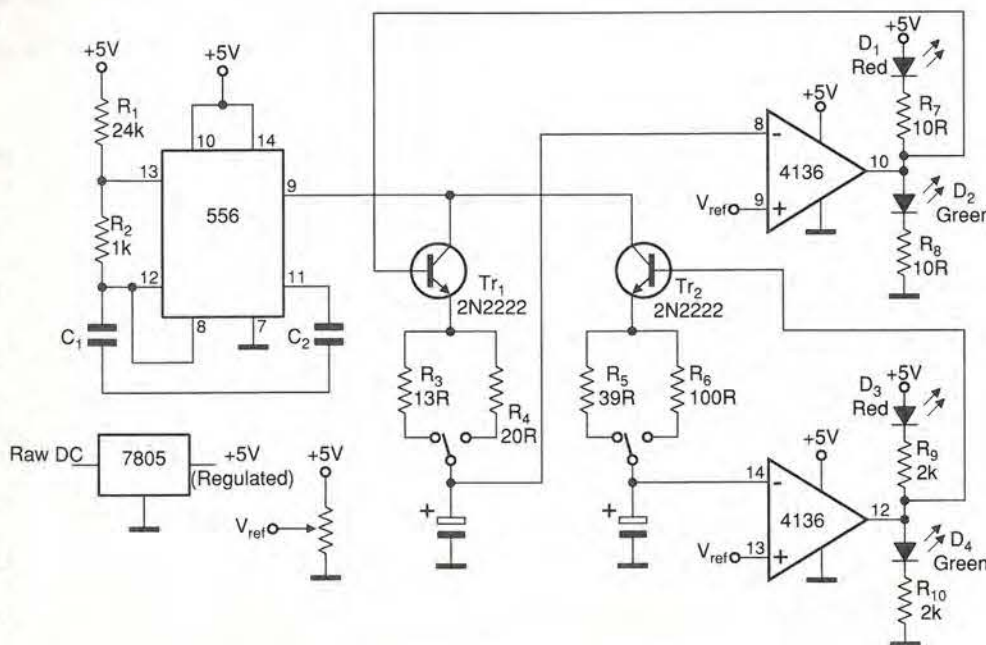 +5V
R1
24k
13
R2
1k
12
C1
+5V
10
14
556
9
11
8
7
C2
Raw DC
7805
+5V
(Regulated)
+5V
Vref
Tr1
2N2222
R3
13R
R4
20R
+
Tr2
2N2222
R5
39R
R6
100R
+
+5V
8
-
4136
10
Vref
9
+
+5V
D1
Red
R7
10R
D2
Green
R8
10R
+5V
14
-
4136
12
Vref
13
+
+5V
D3
Red
R9
2k
D4
Green
R10
2k